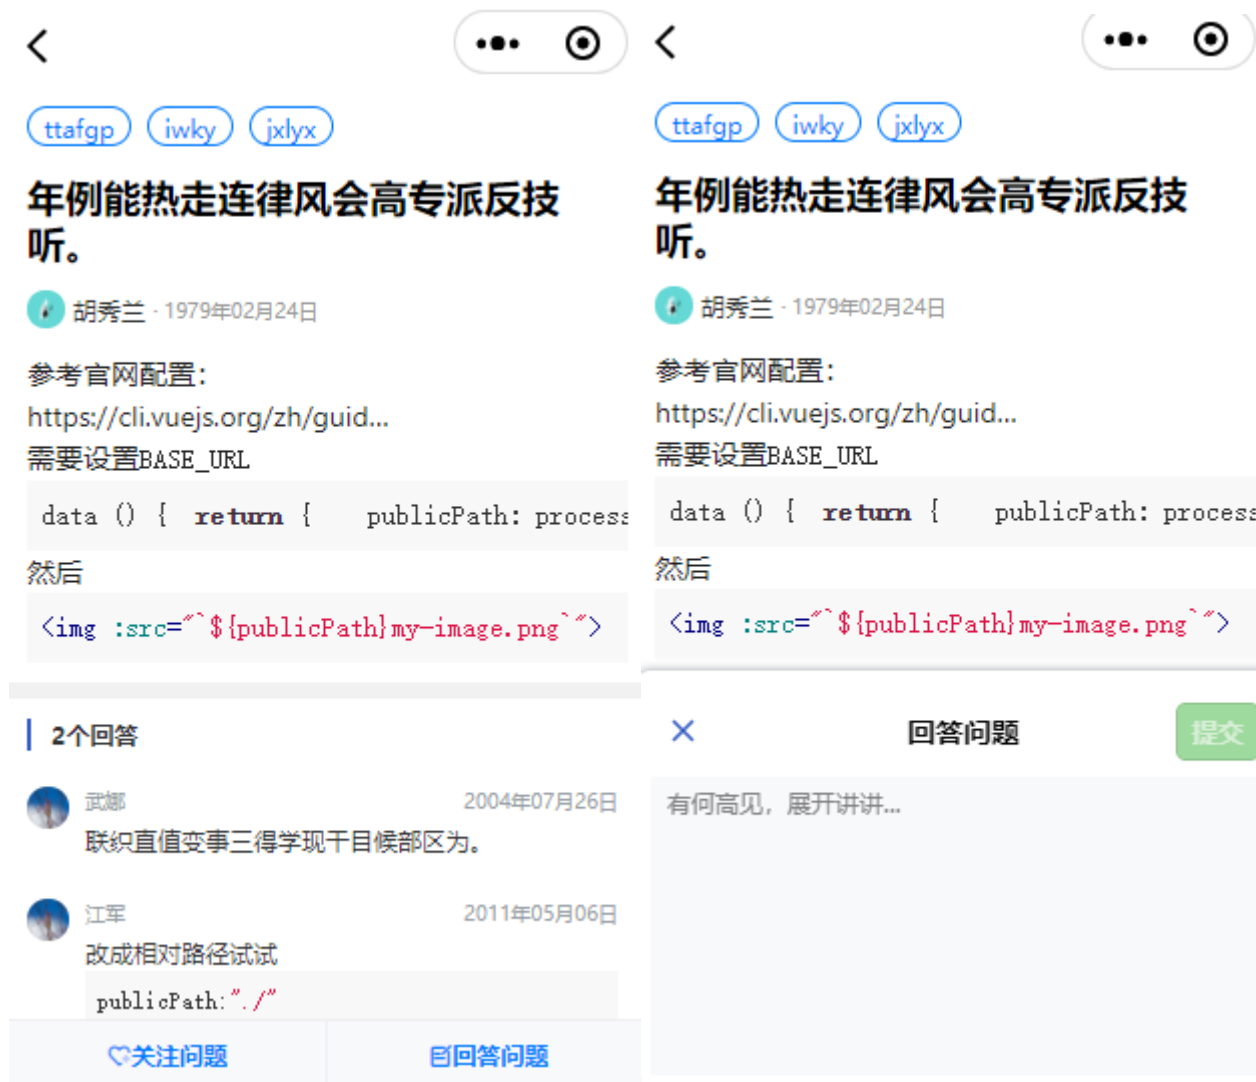 ttafgp iwky jxlyx
年例能热走连律风会高专派反技
听。
胡秀兰 · 1979年02月24日
参考官网配置：
https://cli.vuejs.org/zh/guid...
需要设置BASE_URL
data () { return { publicPath: process
然后
<img :src="`${publicPath}my-image.png`">
2个回答
武娜 2004年07月26日
联织直值变事三得学现干目候部区为。
江军 2011年05月06日
改成相对路径试试
publicPath:"./"
关注问题 回答问题
ttafgp iwky jxlyx
年例能热走连律风会高专派反技
听。
胡秀兰 · 1979年02月24日
参考官网配置：
https://cli.vuejs.org/zh/guid...
需要设置BASE_URL
data () { return { publicPath: process
然后
<img :src="`${publicPath}my-image.png`">
回答问题 提交
有何高见，展开讲讲...